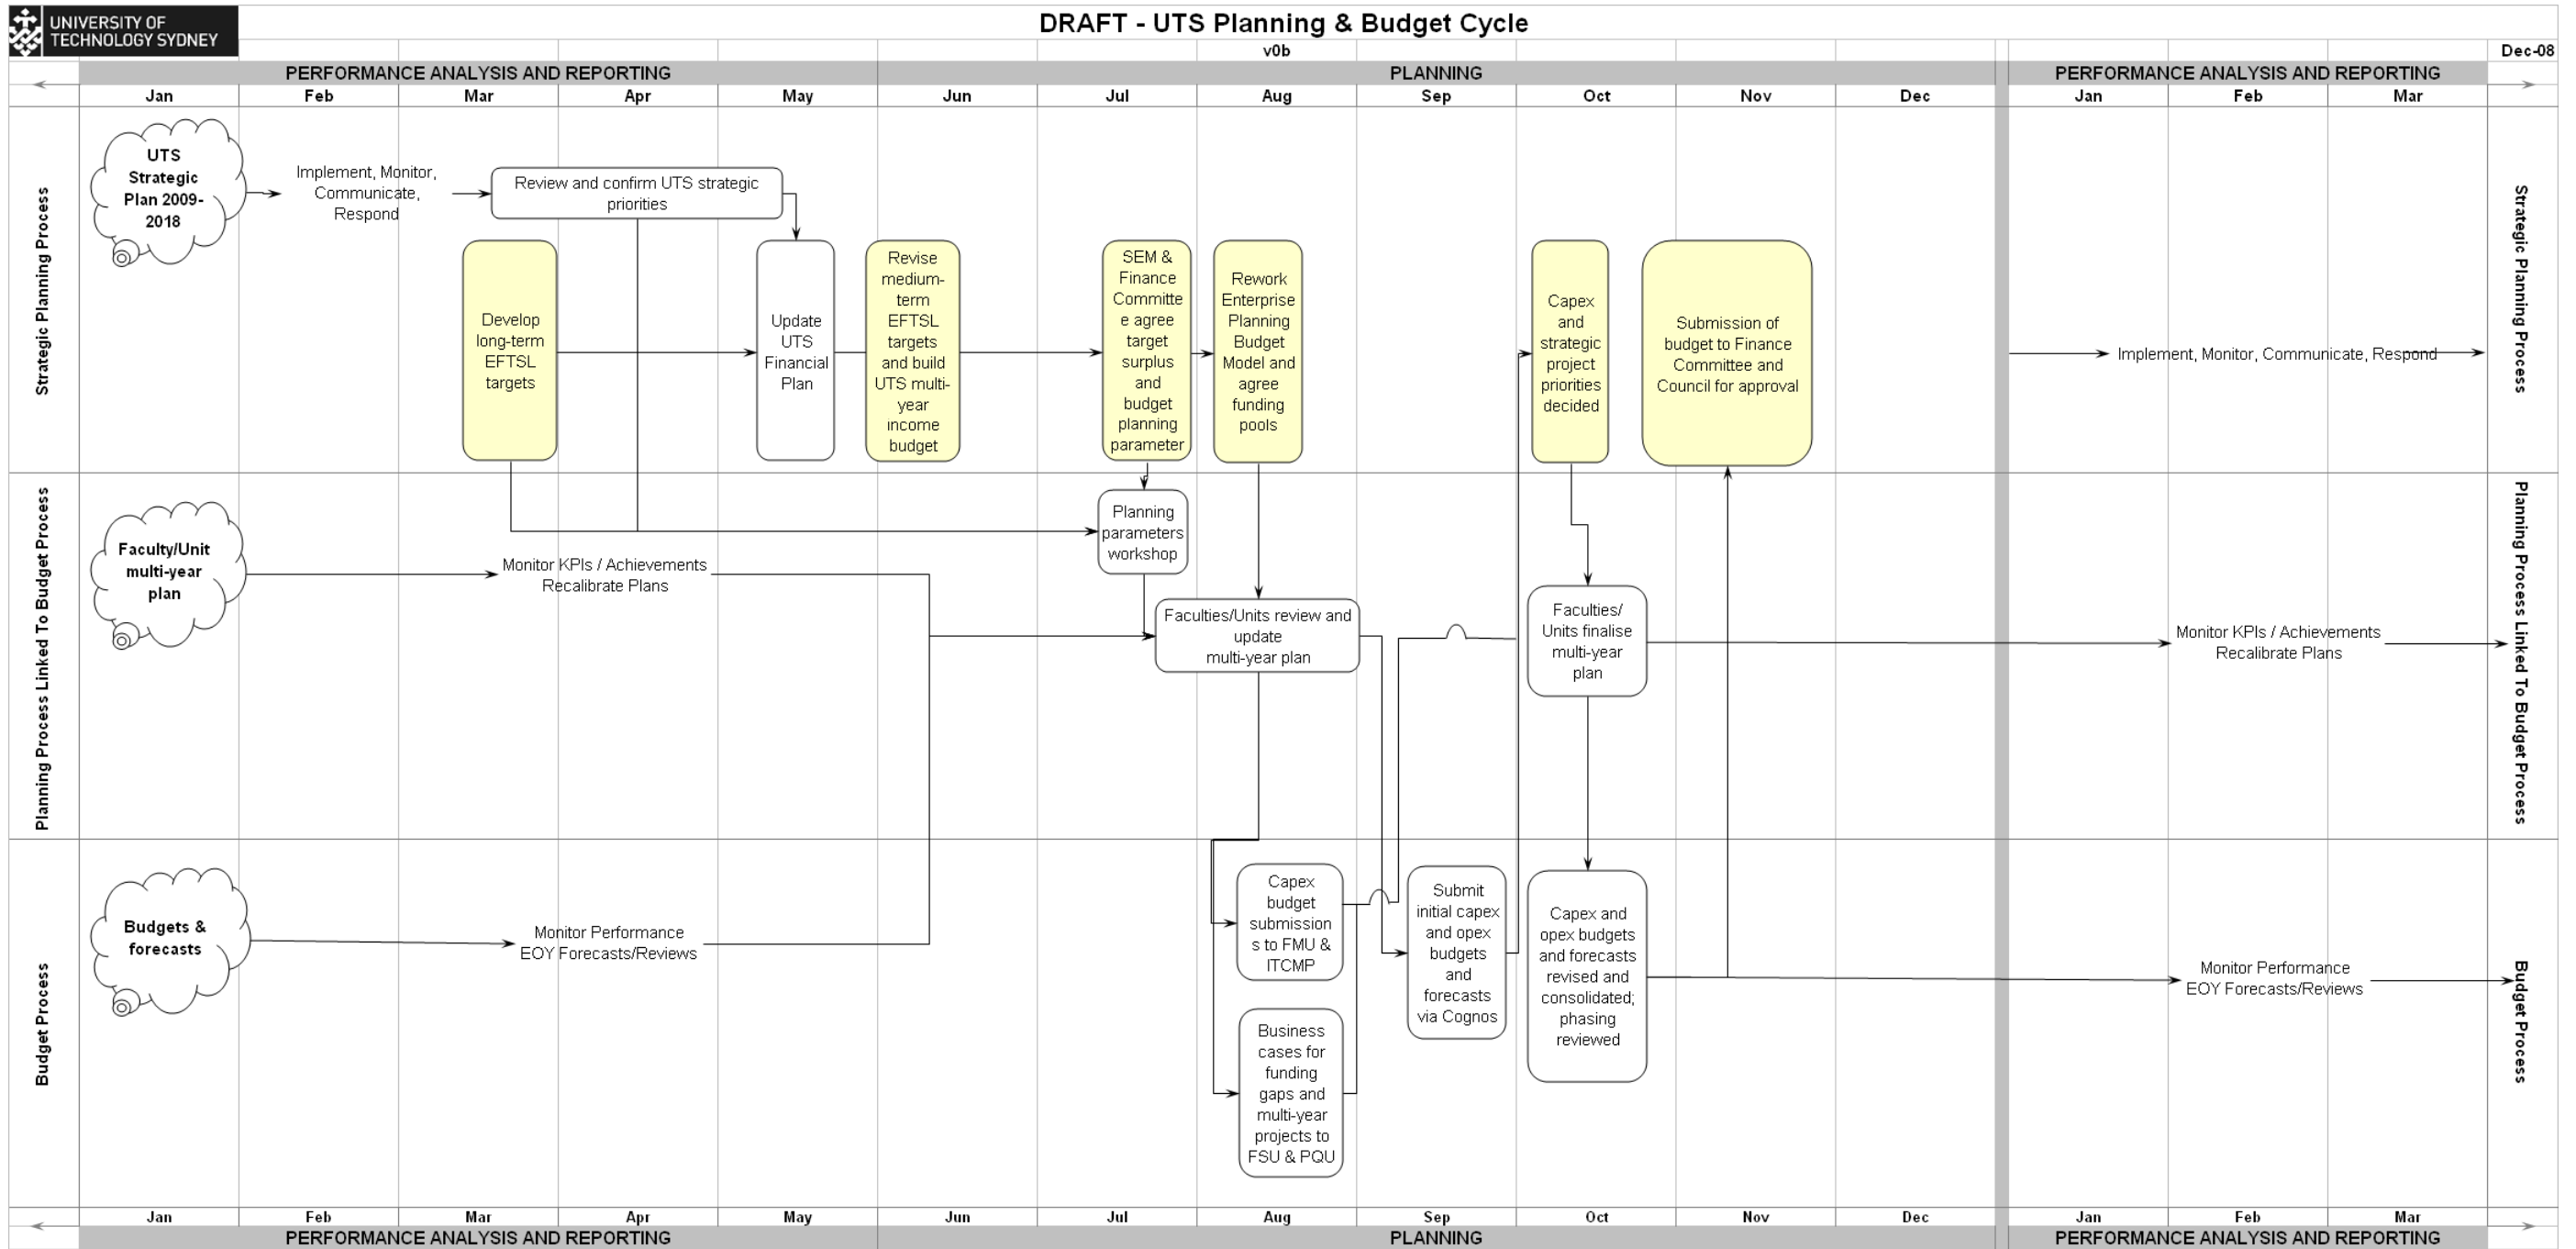 UNIVERSITY OF
TECHNOLOGY SYDNEY
DRAFT - UTS Planning & Budget Cycle
v0b
Dec-08
PERFORMANCE ANALYSIS AND REPORTING
PLANNING
PERFORMANCE ANALYSIS AND REPORTING
Jan
Feb
Mar
Apr
May
Jun
Jul
Aug
Sep
Oct
Nov
Dec
Jan
Feb
Mar
Strategic Planning Process
UTS
Strategic
Plan 2009-
2018
Implement, Monitor,
Communicate,
Respond
Review and confirm UTS strategic
priorities
Develop
long-term
EFTSL
targets
Update
UTS
Financial
Plan
Revise
medium-
term
EFTSL
targets
and build
UTS multi-
year
income
budget
SEM &
Finance
Committe
e agree
target
surplus
and
budget
planning
parameter
Rework
Enterprise
Planning
Budget
Model and
agree
funding
pools
Capex
and
strategic
project
priorities
decided
Submission of
budget to Finance
Committee and
Council for approval
Implement, Monitor, Communicate, Respond
Strategic Planning Process
Planning Process Linked To Budget Process
Faculty/Unit
multi-year
plan
Monitor KPIs / Achievements
Recalibrate Plans
Planning
parameters
workshop
Faculties/Units review and
update
multi-year plan
Faculties/
Units finalise
multi-year
plan
Monitor KPIs / Achievements
Recalibrate Plans
Planning Process Linked To Budget Process
Budget Process
Budgets &
forecasts
Monitor Performance
EOY Forecasts/Reviews
Capex
budget
submission
s to FMU &
ITCMP
Business
cases for
funding
gaps and
multi-year
projects to
FSU & PQU
Submit
initial capex
and opex
budgets
and
forecasts
via Cognos
Capex and
opex budgets
and forecasts
revised and
consolidated;
phasing
reviewed
Monitor Performance
EOY Forecasts/Reviews
Budget Process
Jan
Feb
Mar
Apr
May
Jun
Jul
Aug
Sep
Oct
Nov
Dec
Jan
Feb
Mar
PERFORMANCE ANALYSIS AND REPORTING
PLANNING
PERFORMANCE ANALYSIS AND REPORTING